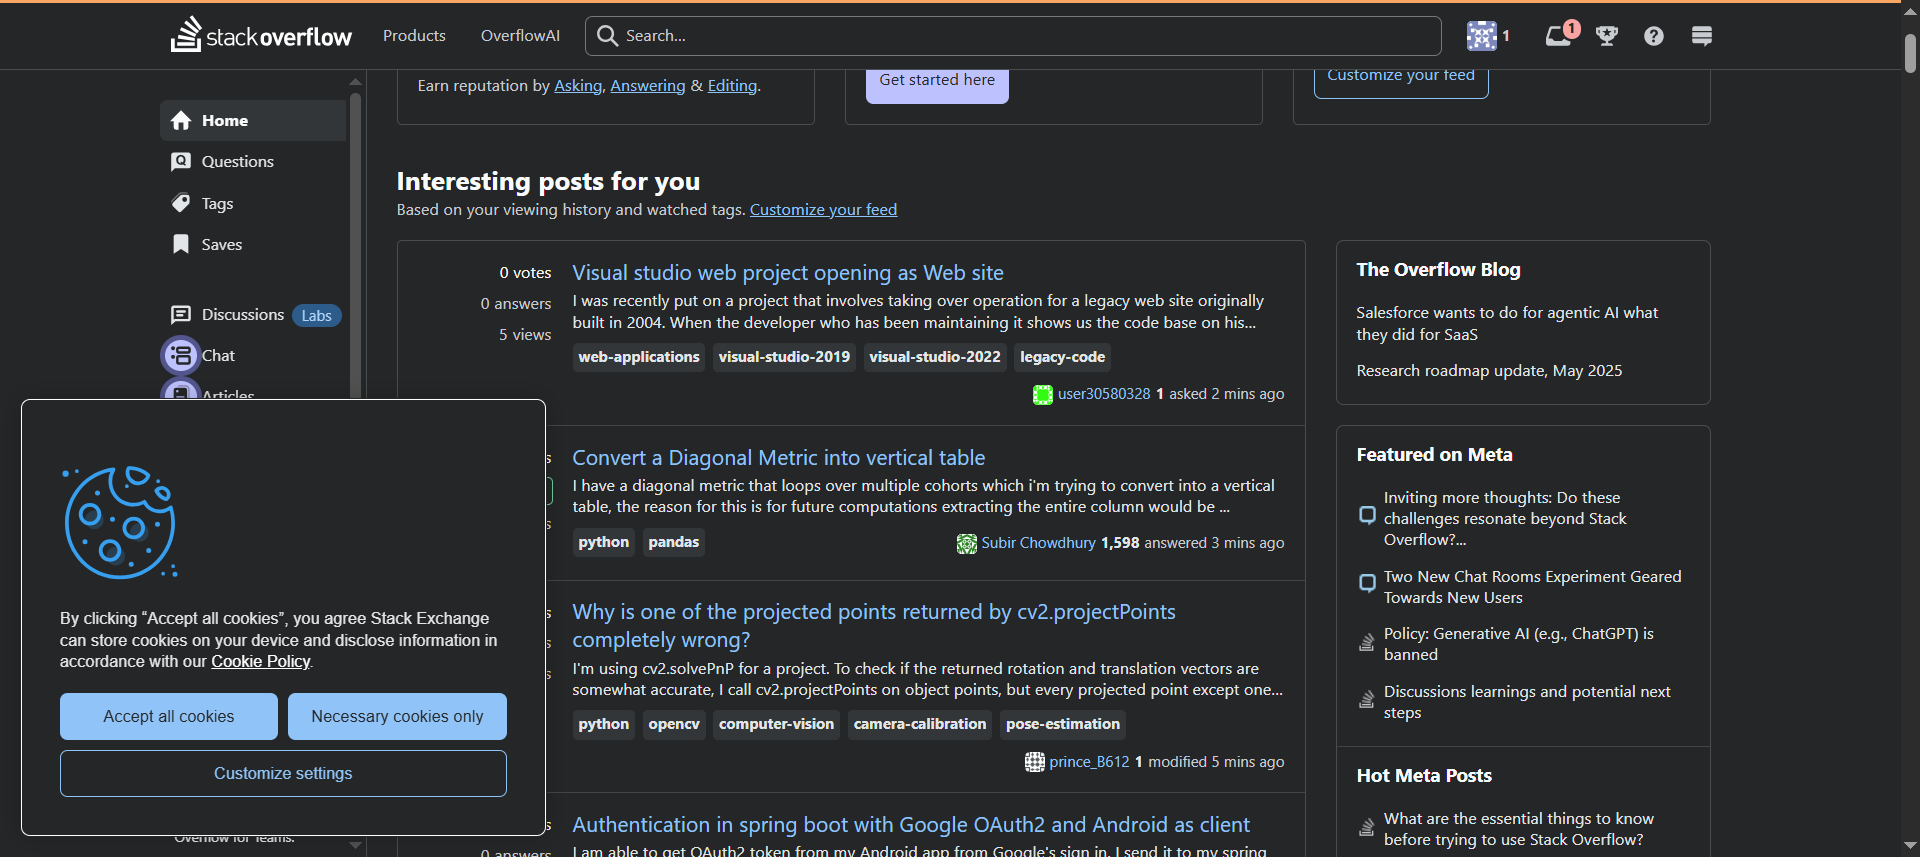 stackoverflow
Products
OverflowAI
Search...
1
1
Home
Questions
Tags
Saves
Discussions Labs
Chat
Articles
Earn reputation by Asking, Answering & Editing.
Get started here
Customize your feed
Interesting posts for you
Based on your viewing history and watched tags. Customize your feed
0 votes
0 answers
5 views
Visual studio web project opening as Web site
I was recently put on a project that involves taking over operation for a legacy web site originally
built in 2004. When the developer who has been maintaining it shows us the code base on his...
web-applications visual-studio-2019 visual-studio-2022 legacy-code
user30580328 1 asked 2 mins ago
Convert a Diagonal Metric into vertical table
I have a diagonal metric that loops over multiple cohorts which i'm trying to convert into a vertical
table, the reason for this is for future computations extracting the entire column would be ...
python pandas
Subir Chowdhury 1,598 answered 3 mins ago
Why is one of the projected points returned by cv2.projectPoints
completely wrong?
I'm using cv2.solvePnP for a project. To check if the returned rotation and translation vectors are
somewhat accurate, I call cv2.projectPoints on object points, but every projected point except one...
python opencv computer-vision camera-calibration pose-estimation
prince_B612 1 modified 5 mins ago
Authentication in spring boot with Google OAuth2 and Android as client
0 answers
I am able to get OAuth2 token from my Android app from Google's sign in. I send it to my spring
The Overflow Blog
Salesforce wants to do for agentic AI what
they did for SaaS
Research roadmap update, May 2025
Featured on Meta
Inviting more thoughts: Do these
challenges resonate beyond Stack
Overflow?...
Two New Chat Rooms Experiment Geared
Towards New Users
Policy: Generative AI (e.g., ChatGPT) is
banned
Discussions learnings and potential next
steps
Hot Meta Posts
What are the essential things to know
before trying to use Stack Overflow?
By clicking “Accept all cookies”, you agree Stack Exchange
can store cookies on your device and disclose information in
accordance with our Cookie Policy.
Accept all cookies
Necessary cookies only
Customize settings
Overflow for Teams.